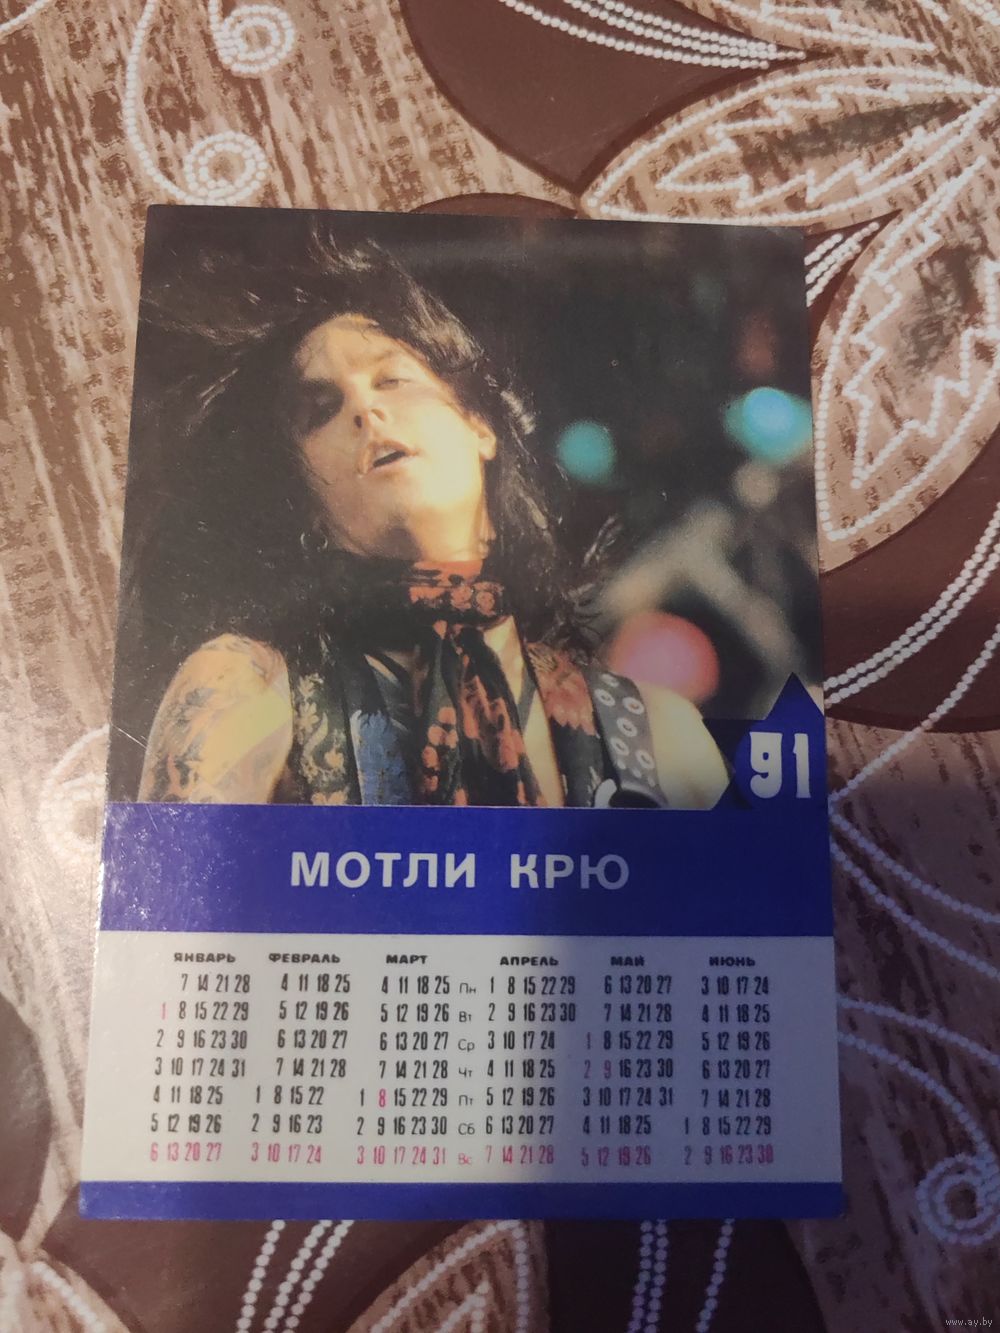 91
МОТЛИ КРЮ
ЯНВАРЬ ФЕВРАЛЬ МАРТ АПРЕЛЬ МАЙ ИЮНЬ
7 14 21 28 4 11 18 25 4 11 18 25 Пн 1 8 15 22 29 6 13 20 27 3 10 17 24
1 8 15 22 29 5 12 19 26 5 12 19 26 Вт 2 9 16 23 30 7 14 21 28 4 11 18 25
2 9 16 23 30 6 13 20 27 6 13 20 27 Ср 3 10 17 24 1 8 15 22 29 5 12 19 26
3 10 17 24 31 7 14 21 28 7 14 21 28 Чт 4 11 18 25 2 9 16 23 30 6 13 20 27
4 11 18 25 1 8 15 22 1 8 15 22 29 Пт 5 12 19 26 3 10 17 24 31 7 14 21 28
5 12 19 26 2 9 16 23 2 9 16 23 30 Сб 6 13 20 27 4 11 18 25 1 8 15 22 29
6 13 20 27 3 10 17 24 3 10 17 24 31 Вс 7 14 21 28 5 12 19 26 2 9 16 23 30
www.ay.by